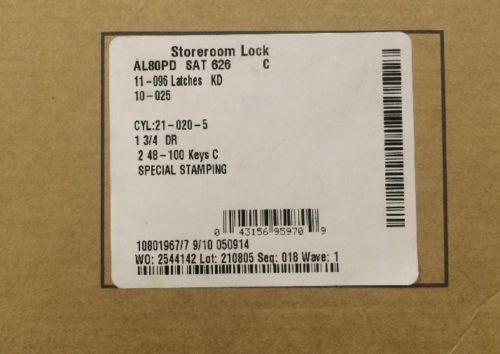 Storeroom Lock
AL80PD SAT 626 C
11-096 Latches KD
10-025
CYL:21-020-5
1 3/4 DR
2 48-100 Keys C
SPECIAL STAMPING
0 43156 95970 9
10801967/7 9/10 050914
WO: 2544142 Lot: 210805 Seq: 018 Wave: 1